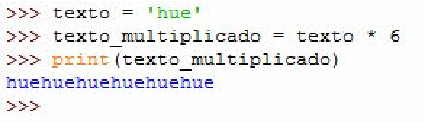 >>> texto = 'hue'
>>> texto_multiplicado = texto * 6
>>> print(texto_multiplicado)
huehuehuehuehuehue
>>>